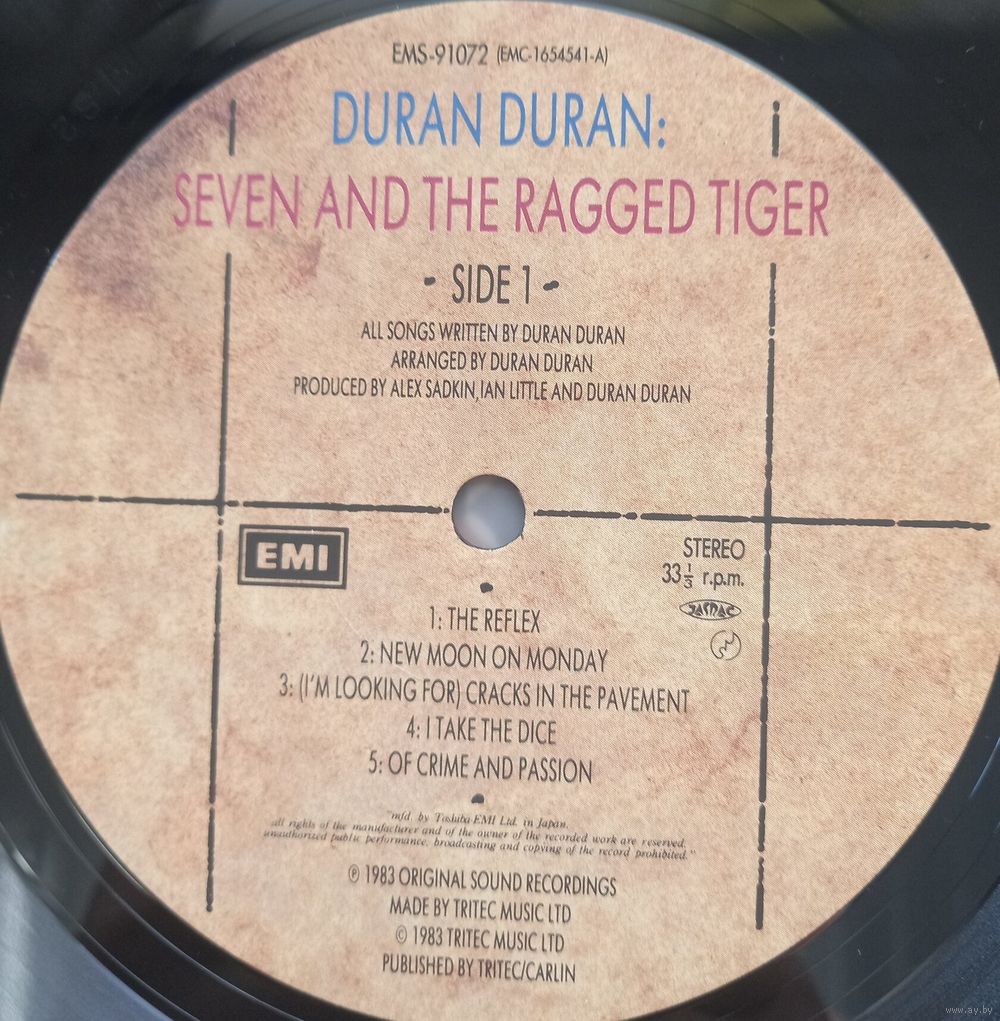 EMS-91072 (EMC-1654541-A)
DURAN DURAN:
SEVEN AND THE RAGGED TIGER
- SIDE 1 -
ALL SONGS WRITTEN BY DURAN DURAN
ARRANGED BY DURAN DURAN
PRODUCED BY ALEX SADKIN, IAN LITTLE AND DURAN DURAN
EMI
STEREO
33⅓ r.p.m.
JASRAC
1: THE REFLEX
2: NEW MOON ON MONDAY
3: (I'M LOOKING FOR) CRACKS IN THE PAVEMENT
4: I TAKE THE DICE
5: OF CRIME AND PASSION
"mfd. by Toshiba-EMI Ltd. in Japan.
all rights of the manufacturer and of the owner of the recorded work are reserved.
unauthorized public performance, broadcasting and copying of the record prohibited."
℗ 1983 ORIGINAL SOUND RECORDINGS
MADE BY TRITEC MUSIC LTD
© 1983 TRITEC MUSIC LTD
PUBLISHED BY TRITEC/CARLIN
www.ay.by